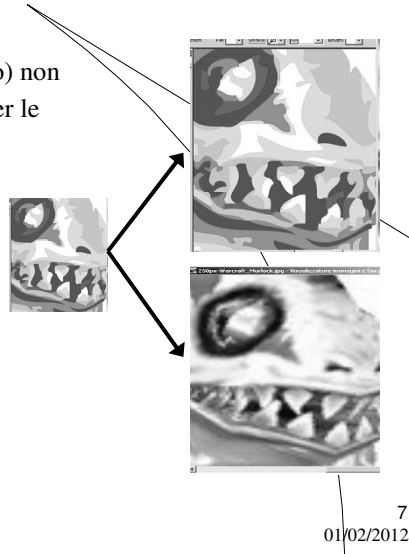 o) non
er le
250px-Warcraft_Murlock.jpg - Visualizzatore immagini e fax p
7
01/02/2012